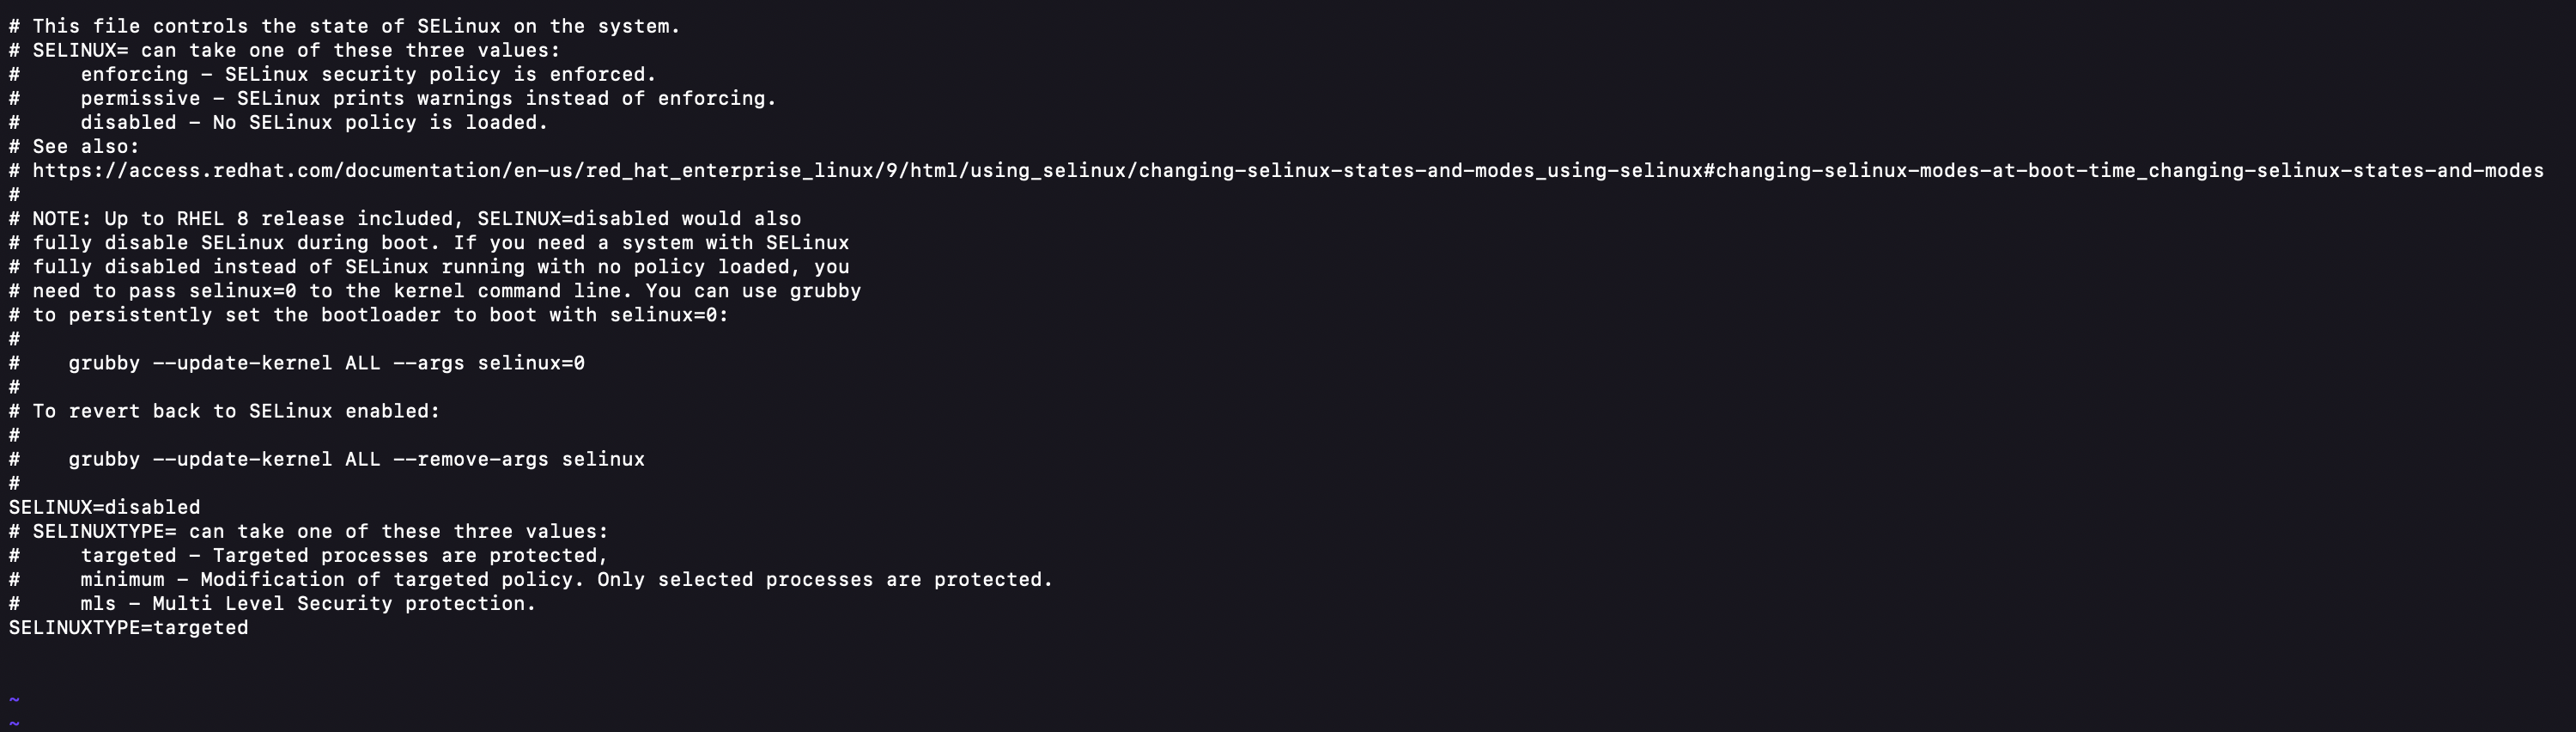 # This file controls the state of SELinux on the system.
# SELINUX= can take one of these three values:
#     enforcing - SELinux security policy is enforced.
#     permissive - SELinux prints warnings instead of enforcing.
#     disabled - No SELinux policy is loaded.
# See also:
# https://access.redhat.com/documentation/en-us/red_hat_enterprise_linux/9/html/using_selinux/changing-selinux-states-and-modes_using-selinux#changing-selinux-modes-at-boot-time_changing-selinux-states-and-modes
#
# NOTE: Up to RHEL 8 release included, SELINUX=disabled would also
# fully disable SELinux during boot. If you need a system with SELinux
# fully disabled instead of SELinux running with no policy loaded, you
# need to pass selinux=0 to the kernel command line. You can use grubby
# to persistently set the bootloader to boot with selinux=0:
#
#    grubby --update-kernel ALL --args selinux=0
#
# To revert back to SELinux enabled:
#
#    grubby --update-kernel ALL --remove-args selinux
#
SELINUX=disabled
# SELINUXTYPE= can take one of these three values:
#     targeted - Targeted processes are protected,
#     minimum - Modification of targeted policy. Only selected processes are protected.
#     mls - Multi Level Security protection.
SELINUXTYPE=targeted
~
~